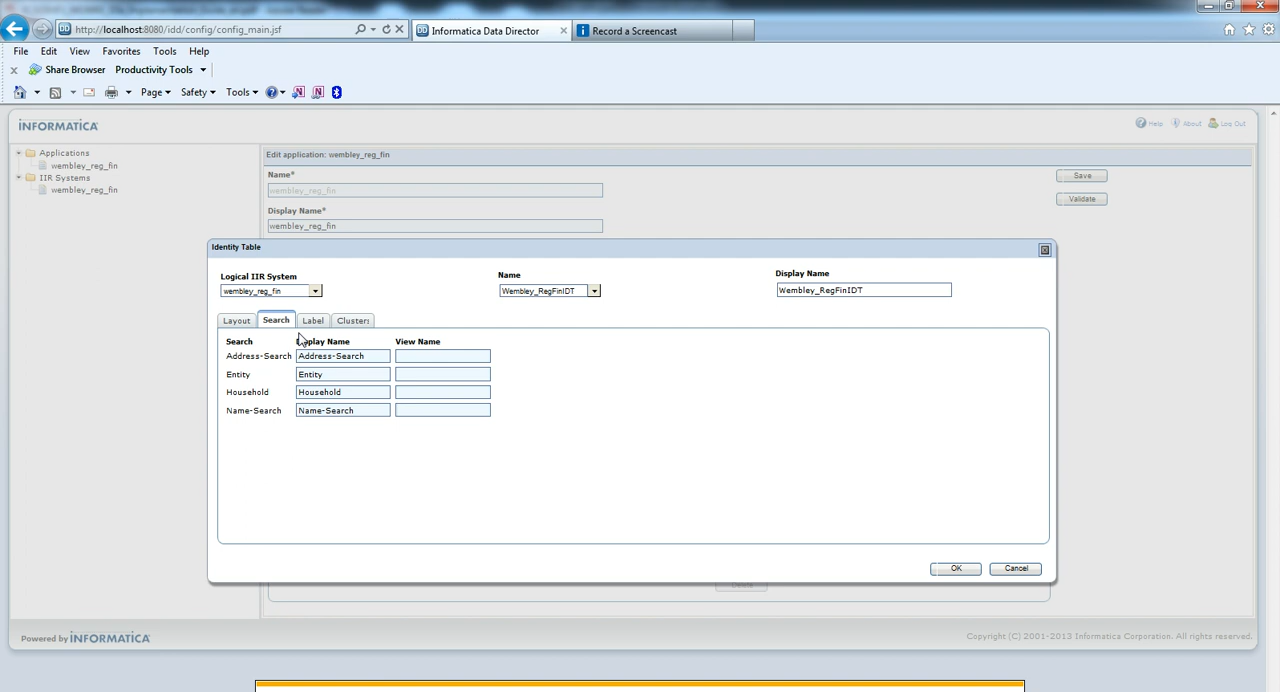 http://localhost:8080/idd/config/config_main.jsf
Informatica Data Director
Record a Screencast
File Edit View Favorites Tools Help
x Share Browser Productivity Tools
Page Safety Tools
INFORMATICA
Help About Log Out
Applications
wembley_reg_fin
IIR Systems
wembley_reg_fin
Edit application: wembley_reg_fin
Name*
wembley_reg_fin
Save
Validate
Display Name*
wembley_reg_fin
Identity Table
Logical IIR System
wembley_reg_fin
Name
Wembley_RegFinIDT
Display Name
Wembley_RegFinIDT
Layout Search Label Clusters
Search play Name View Name
Address-Search Address-Search
Entity Entity
Household Household
Name-Search Name-Search
OK Cancel
Delete
Powered by INFORMATICA
Copyright (C) 2001-2013 Informatica Corporation. All rights reserved.